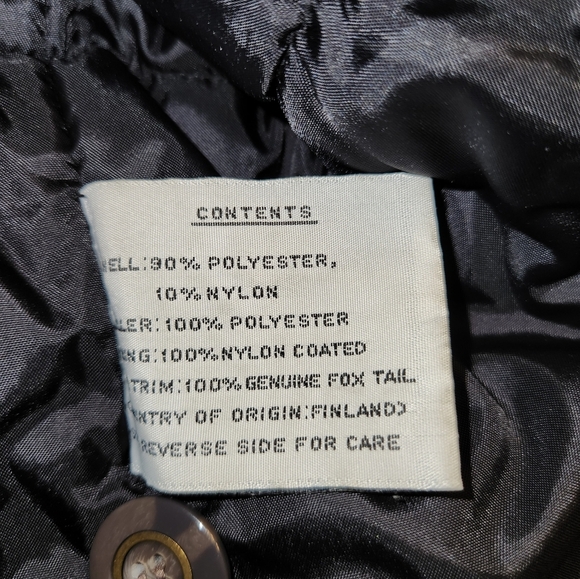 CONTENTS
ELL:90% POLYESTER,
10% NYLON
LER:100% POLYESTER
NG:100% NYLON COATED
TRIM:100% GENUINE FOX TAIL
NTRY OF ORIGIN:FINLAND)
REVERSE SIDE FOR CARE